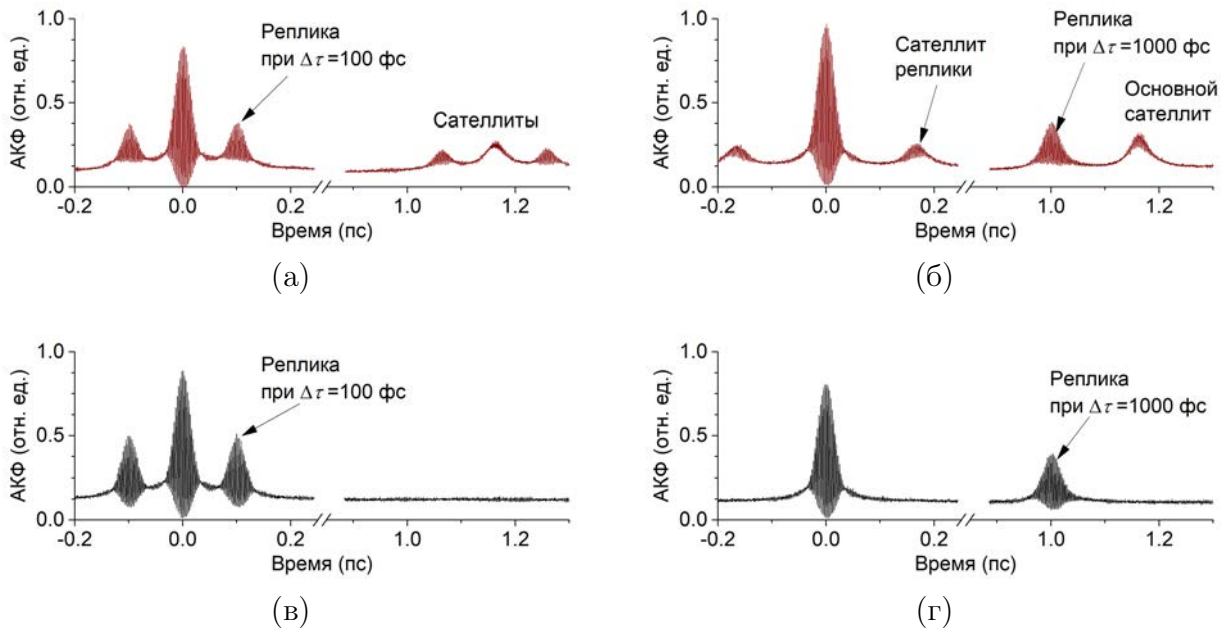 1.0
Реплика
при Δτ=100 фс
АКФ (отн. ед.)
0.5
Сателлиты
0.0
-0.2 0.0 0.2 1.0 1.2
Время (пс)
(а)
1.0
Реплика
при Δτ=1000 фс
Сателлит
реплики
Основной
сателлит
АКФ (отн. ед.)
0.5
0.0
-0.2 0.0 0.2 1.0 1.2
Время (пс)
(б)
1.0
Реплика
при Δτ=100 фс
АКФ (отн. ед.)
0.5
0.0
-0.2 0.0 0.2 1.0 1.2
Время (пс)
(в)
1.0
Реплика
при Δτ=1000 фс
АКФ (отн. ед.)
0.5
0.0
-0.2 0.0 0.2 1.0 1.2
Время (пс)
(г)